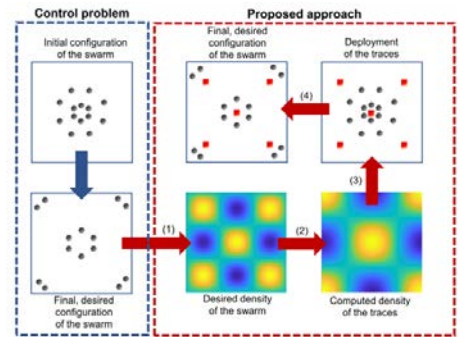 Control problem
Proposed approach
Initial configuration
of the swarm
Final, desired
configuration
of the swarm
Deployment
of the traces
(4)
(3)
(1)
(2)
Final, desired
configuration
of the swarm
Desired density
of the swarm
Computed density
of the traces